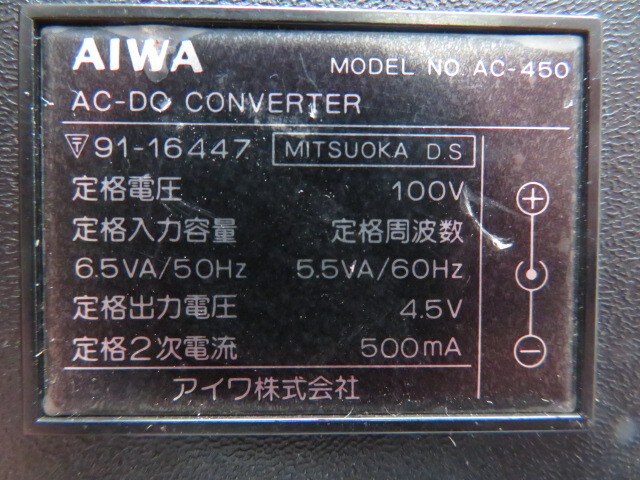 AIWA MODEL NO. AC-450
AC-DC CONVERTER
〒91-16447 MITSUOKA D.S
定格電圧 100V
定格入力容量 定格周波数
6.5VA/50Hz 5.5VA/60Hz
定格出力電圧 4.5V
定格2次電流 500mA
アイワ株式会社